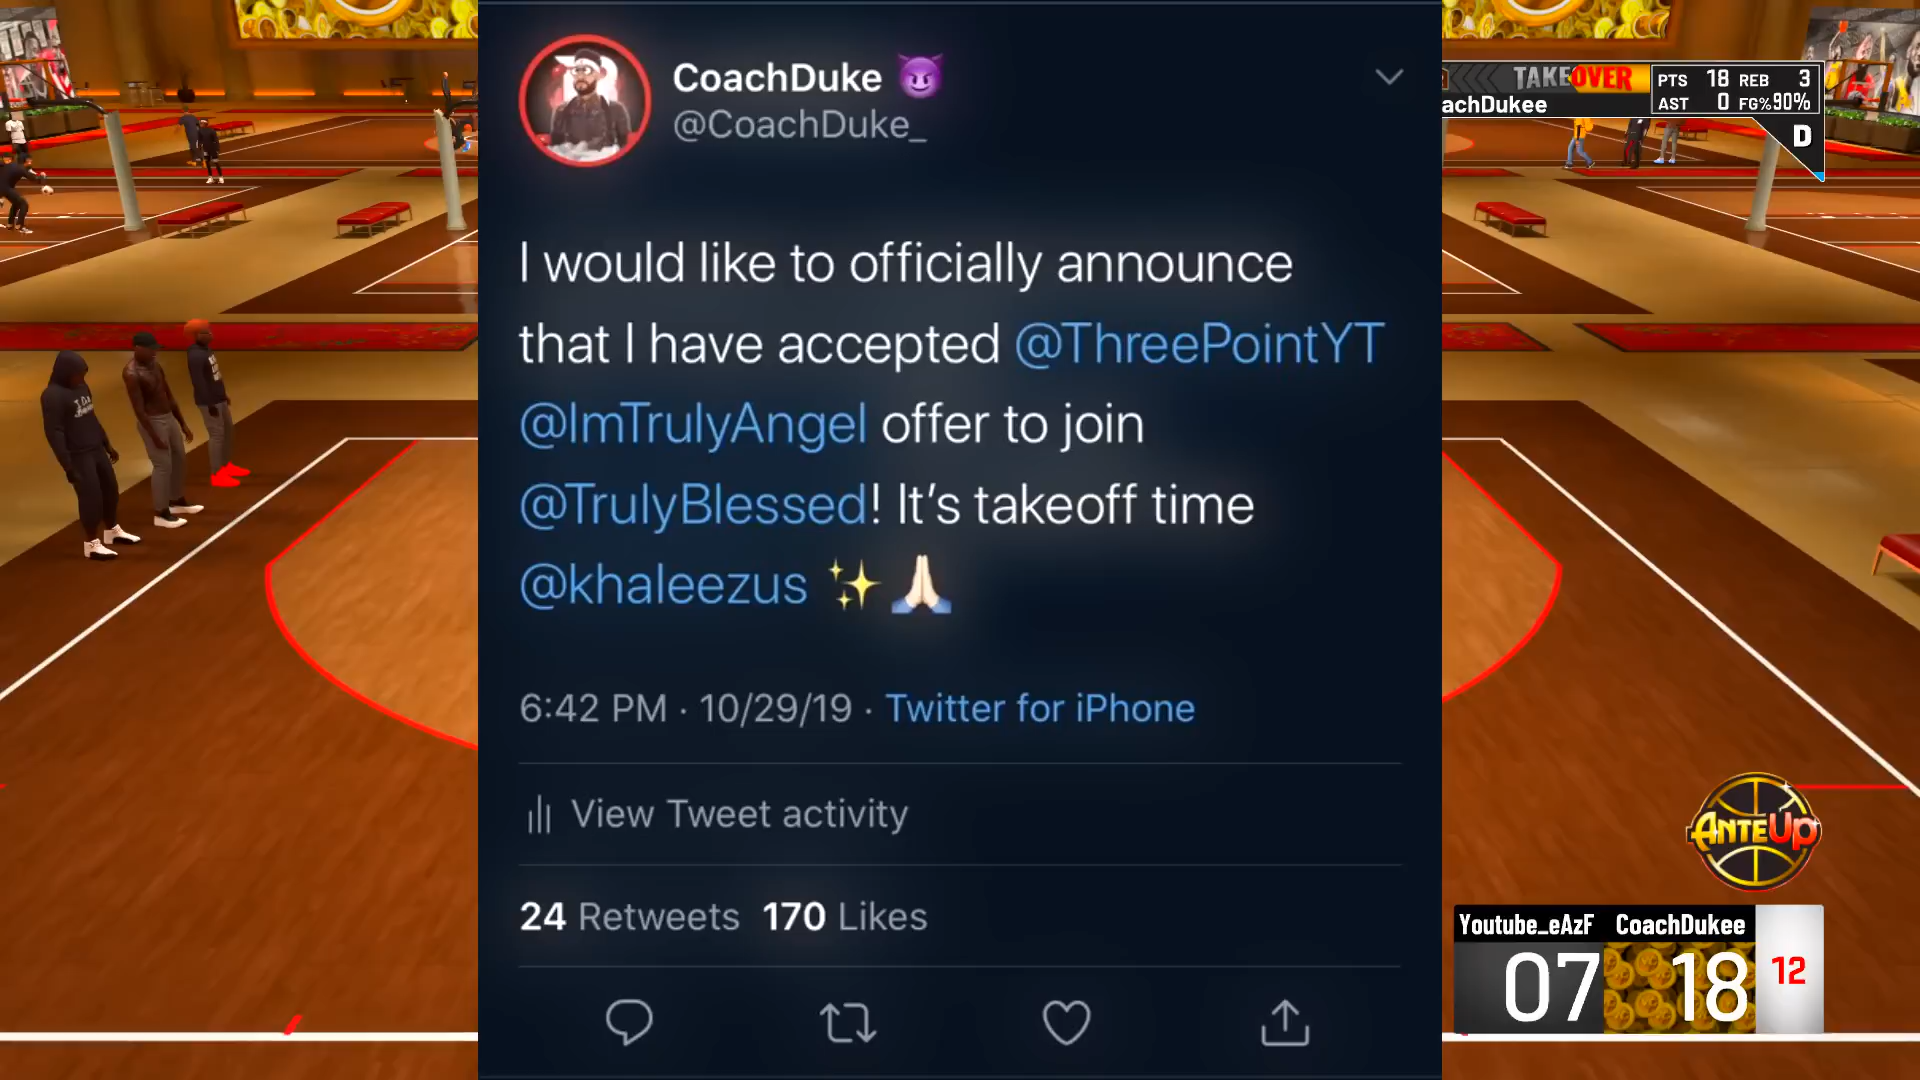 CoachDuke 😈
@CoachDuke_
I would like to officially announce
that I have accepted @ThreePointYT
@ImTrulyAngel offer to join
@TrulyBlessed! It’s takeoff time
@khaleezus ✨🙏🏻
6:42 PM · 10/29/19 · Twitter for iPhone
View Tweet activity
24 Retweets 170 Likes
TAKEOVER
achDukee
PTS 18 REB 3
AST 0 FG% 90%
D
ANTEUp
Youtube_eAzF CoachDukee
07 18 12